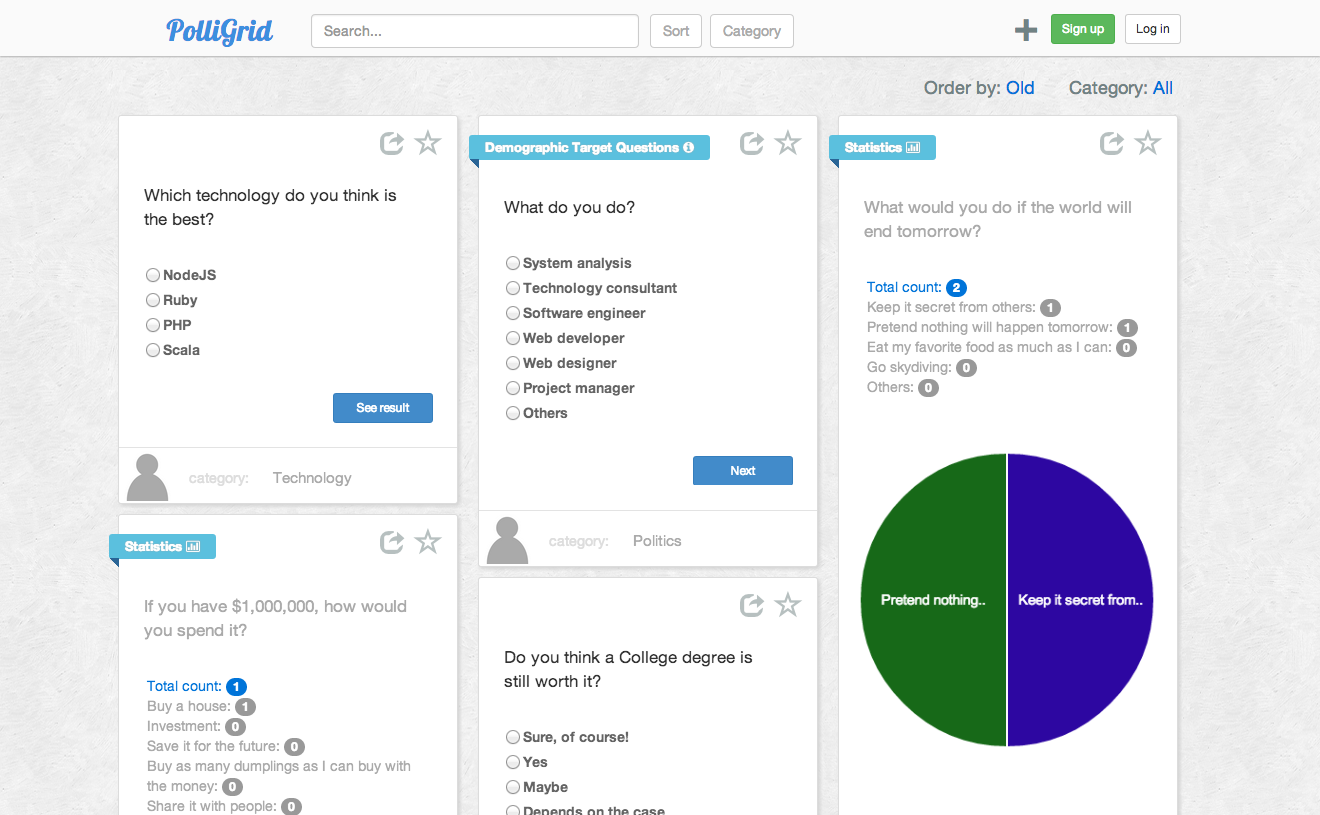 PolliGrid
Search...
Sort
Category
Sign up
Log in
Order by: Old
Category: All
Which technology do you think is
the best?
NodeJS
Ruby
PHP
Scala
See result
category:
Technology
Statistics
If you have $1,000,000, how would
you spend it?
Total count: 1
Buy a house: 1
Investment: 0
Save it for the future: 0
Buy as many dumplings as I can buy with
the money: 0
Share it with people: 0
Demographic Target Questions
What do you do?
System analysis
Technology consultant
Software engineer
Web developer
Web designer
Project manager
Others
Next
category:
Politics
Do you think a College degree is
still worth it?
Sure, of course!
Yes
Maybe
Depends on the case
Statistics
What would you do if the world will
end tomorrow?
Total count: 2
Keep it secret from others: 1
Pretend nothing will happen tomorrow: 1
Eat my favorite food as much as I can: 0
Go skydiving: 0
Others: 0
Pretend nothing..
Keep it secret from..